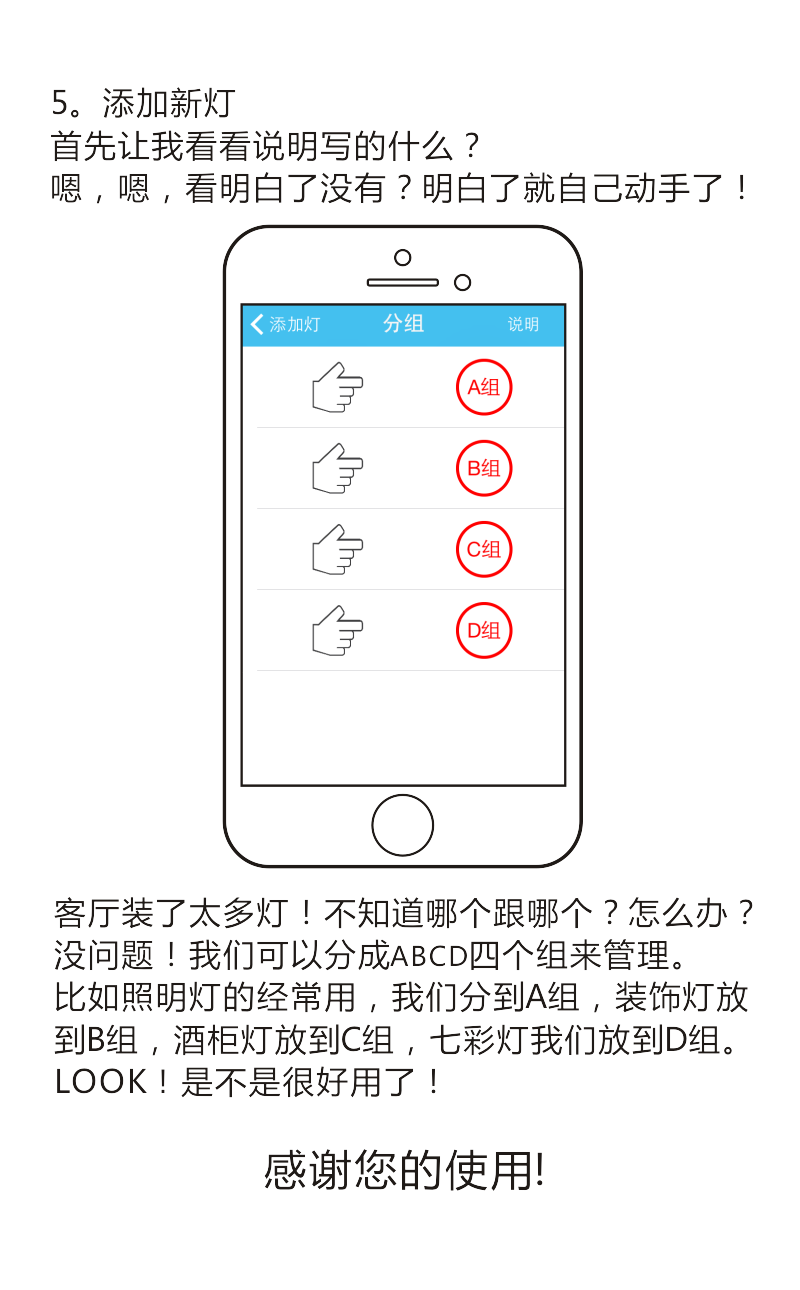 5。添加新灯
首先让我看看说明写的什么？
嗯，嗯，看明白了没有？明白了就自己动手了！
添加灯 分组 说明
A组
B组
C组
D组
客厅装了太多灯！不知道哪个跟哪个？怎么办？
没问题！我们可以分成ABCD四个组来管理。
比如照明灯的经常用，我们分到A组，装饰灯放
到B组，酒柜灯放到C组，七彩灯我们放到D组。
LOOK！是不是很好用了！
感谢您的使用!